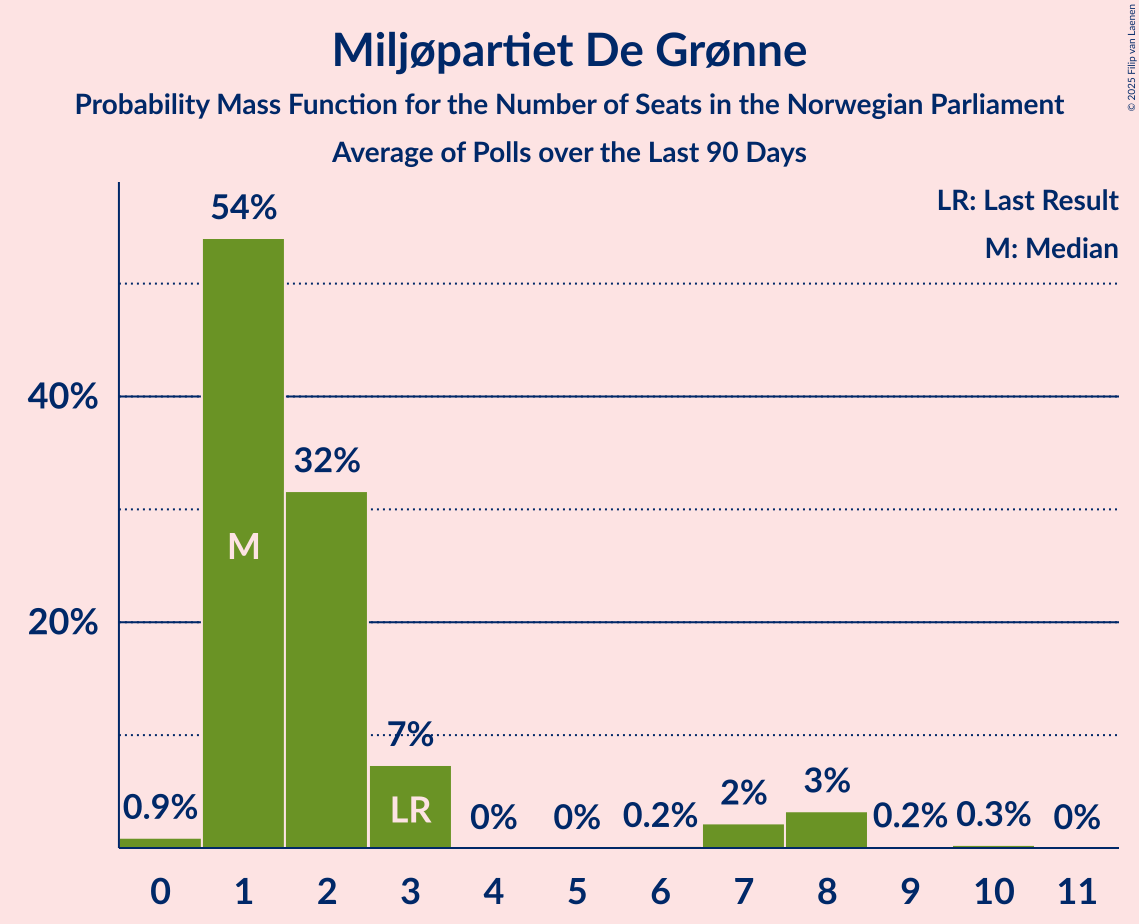 Miljøpartiet De Grønne
Probability Mass Function for the Number of Seats in the Norwegian Parliament
Average of Polls over the Last 90 Days
© 2025 Filip van Laenen
LR: Last Result
M: Median
54%
40%
32%
M
20%
7%
LR
0.9%
0%
0%
0.2%
2%
3%
0.2%
0.3%
0%
0 1 2 3 4 5 6 7 8 9 10 11